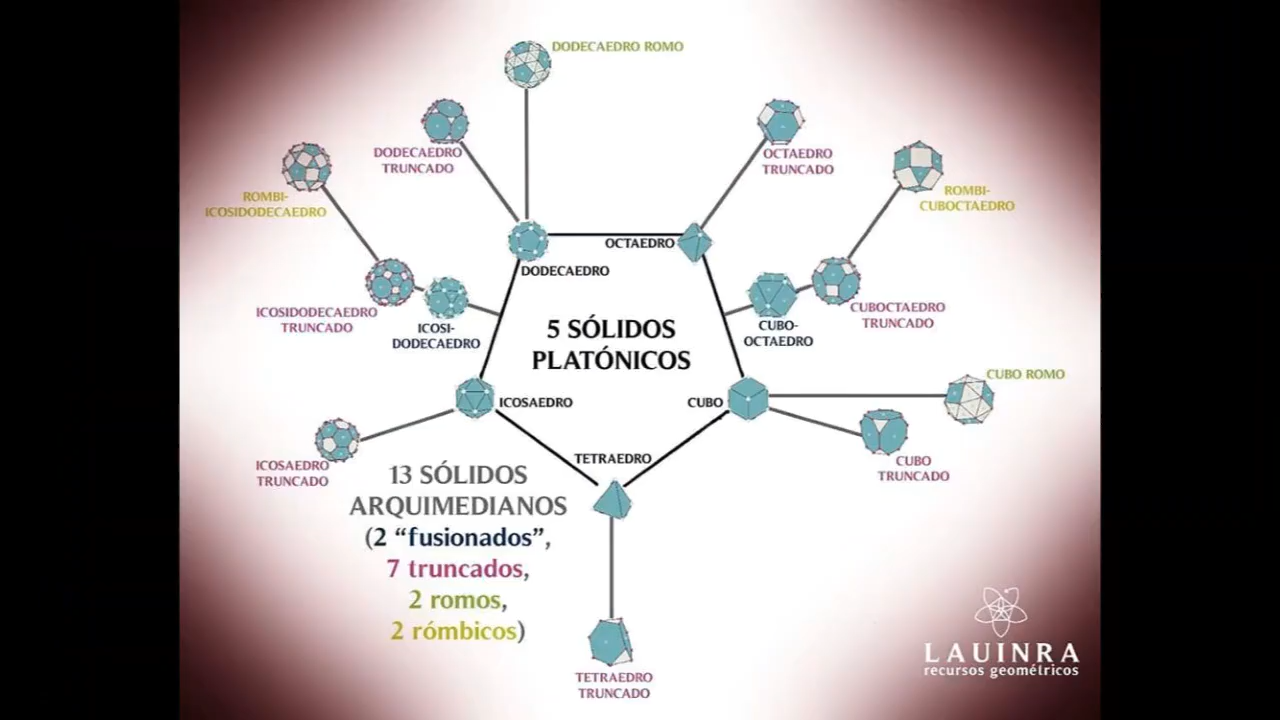 DODECAEDRO ROMO
DODECAEDRO
TRUNCADO
OCTAEDRO
TRUNCADO
ROMBI-
ICOSIDODECAEDRO
ROMBI-
CUBOCTAEDRO
OCTAEDRO
DODECAEDRO
ICOSIDODECAEDRO
TRUNCADO
ICOSI-
DODECAEDRO
5 SÓLIDOS
PLATÓNICOS
CUBO-
OCTAEDRO
CUBOCTAEDRO
TRUNCADO
CUBO ROMO
ICOSAEDRO
CUBO
ICOSAEDRO
TRUNCADO
TETRAEDRO
CUBO
TRUNCADO
13 SÓLIDOS
ARQUIMEDIANOS
(2 “fusionados”,
7 truncados,
2 romos,
2 rómbicos)
TETRAEDRO
TRUNCADO
LAUINRA
recursos geométricos